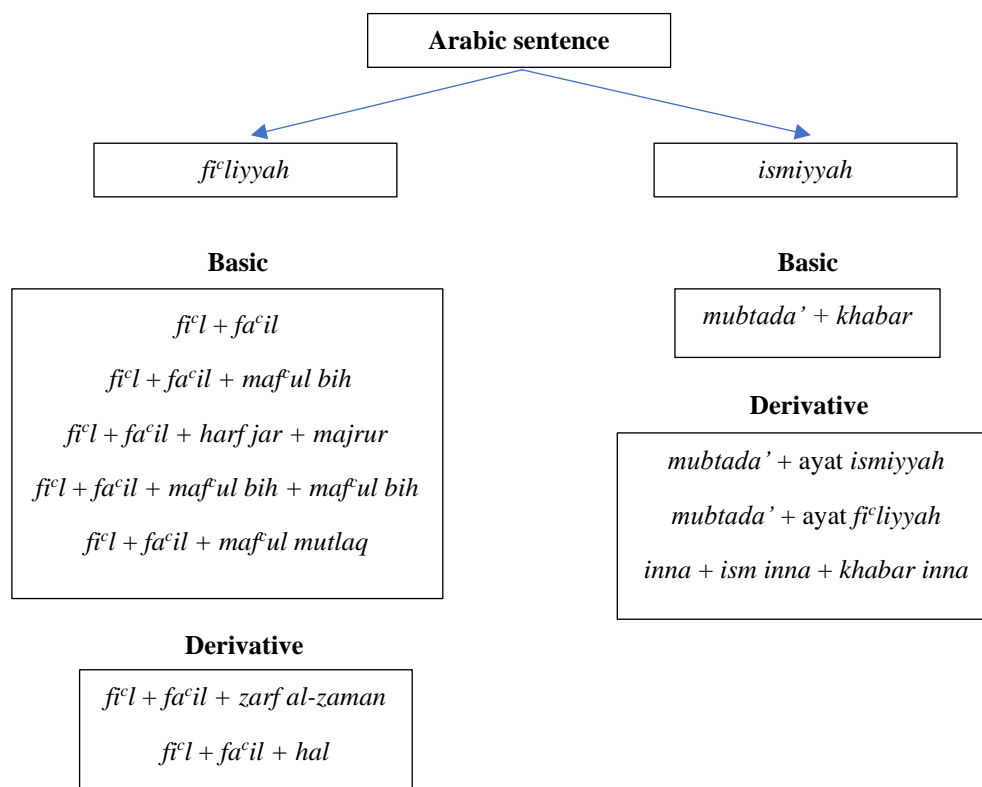 Arabic sentence
fiᶜliyyah
ismiyyah
Basic
fiᶜl + faᶜil
fiᶜl + faᶜil + mafᶜul bih
fiᶜl + faᶜil + harf jar + majrur
fiᶜl + faᶜil + mafᶜul bih + mafᶜul bih
fiᶜl + faᶜil + mafᶜul mutlaq
Derivative
fiᶜl + faᶜil + zarf al-zaman
fiᶜl + faᶜil + hal
Basic
mubtada’ + khabar
Derivative
mubtada’ + ayat ismiyyah
mubtada’ + ayat fiᶜliyyah
inna + ism inna + khabar inna